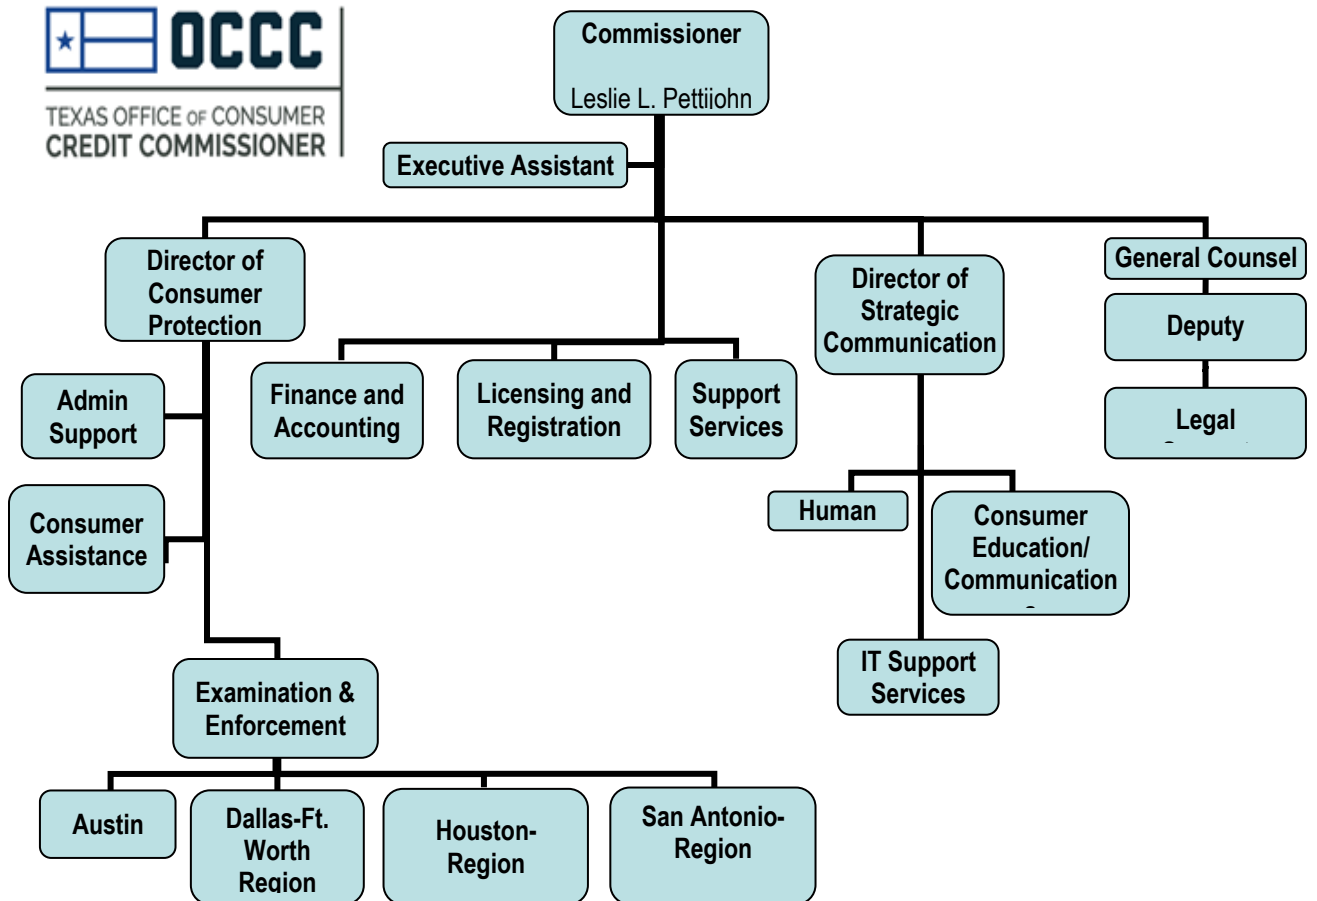 OCCC
TEXAS OFFICE OF CONSUMER
CREDIT COMMISSIONER
Commissioner
Leslie L. Pettijohn
Executive Assistant
Director of
Consumer
Protection
Director of
Strategic
Communication
General Counsel
Deputy
Legal
Admin
Support
Finance and
Accounting
Licensing and
Registration
Support
Services
Consumer
Assistance
Human
Consumer
Education/
Communication
IT Support
Services
Examination &
Enforcement
Austin
Dallas-Ft.
Worth
Region
Houston-
Region
San Antonio-
Region